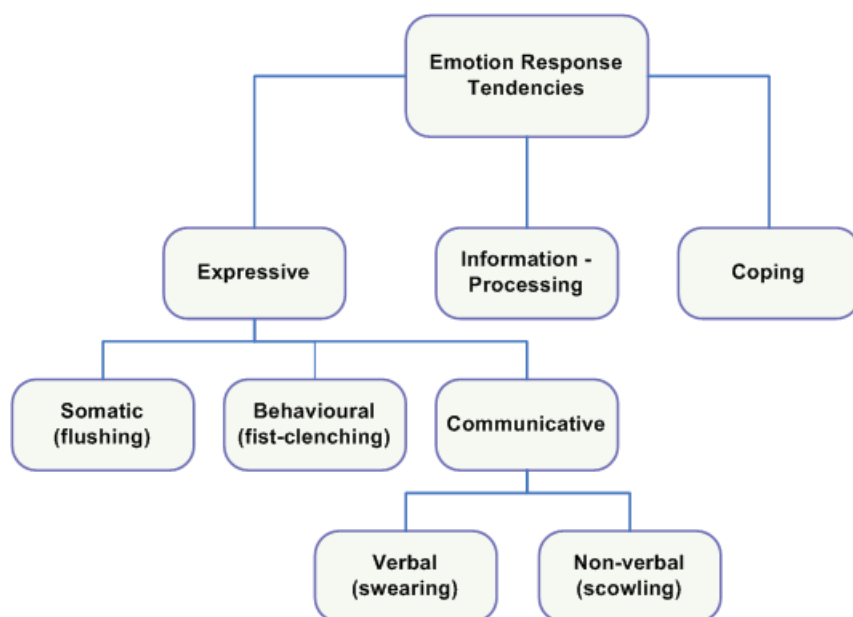 Emotion Response
Tendencies
Expressive
Information -
Processing
Coping
Somatic
(flushing)
Behavioural
(fist-clenching)
Communicative
Verbal
(swearing)
Non-verbal
(scowling)